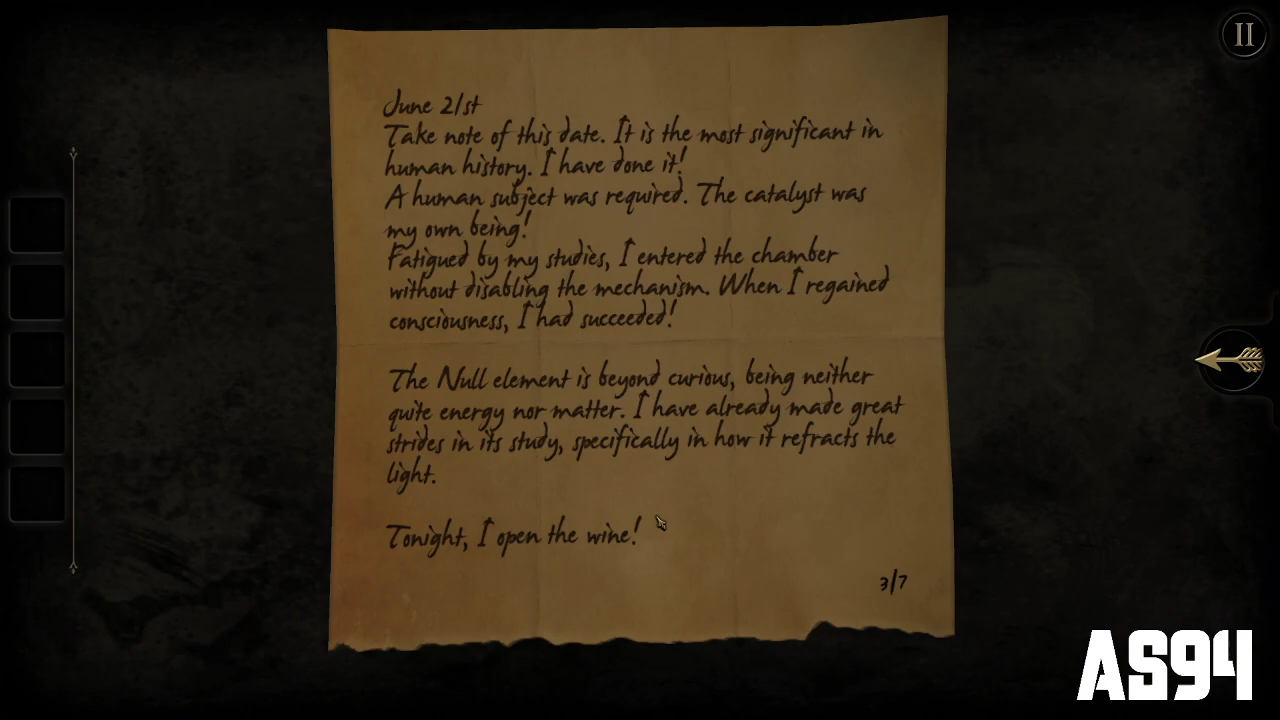 June 21st
Take note of this date. It is the most significant in
human history. I have done it!
A human subject was required. The catalyst was
my own being!
Fatigued by my studies, I entered the chamber
without disabling the mechanism. When I regained
consciousness, I had succeeded!
The Null element is beyond curious, being neither
quite energy nor matter. I have already made great
strides in its study, specifically in how it refracts the
light.
Tonight, I open the wine!
3/7
AS94